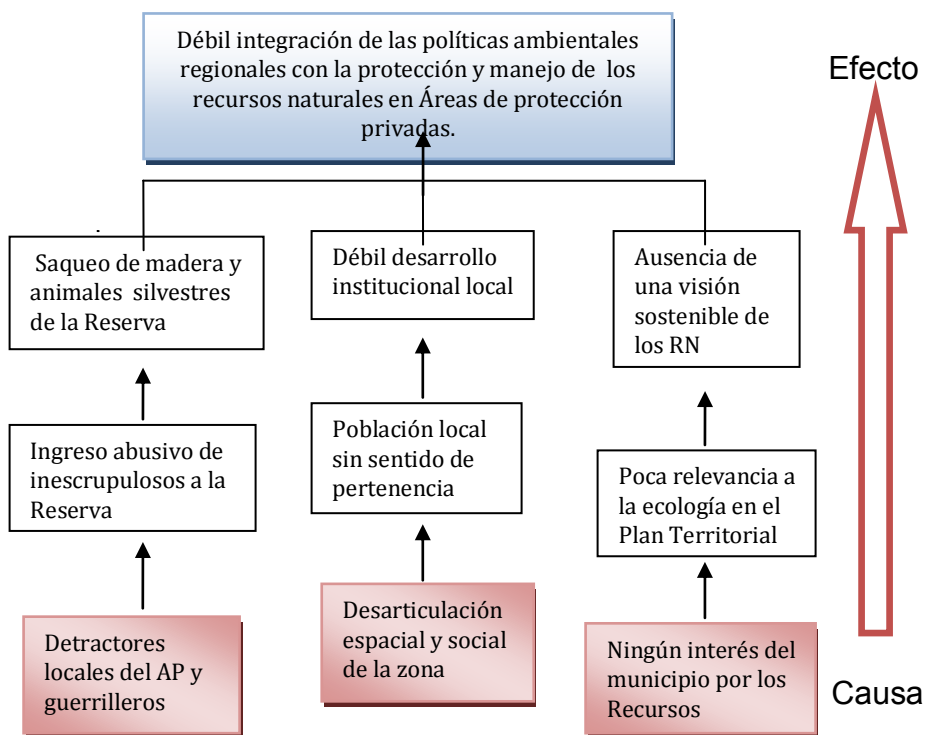 Débil integración de las políticas ambientales
regionales con la protección y manejo de los
recursos naturales en Áreas de protección
privadas.
Efecto
Saqueo de madera y
animales silvestres
de la Reserva
Débil desarrollo
institucional local
Ausencia de
una visión
sostenible de
los RN
Ingreso abusivo de
inescrupulosos a la
Reserva
Población local
sin sentido de
pertenencia
Poca relevancia a
la ecología en el
Plan Territorial
Detractores
locales del AP y
guerrilleros
Desarticulación
espacial y social
de la zona
Ningún interés del
municipio por los
Recursos
Causa